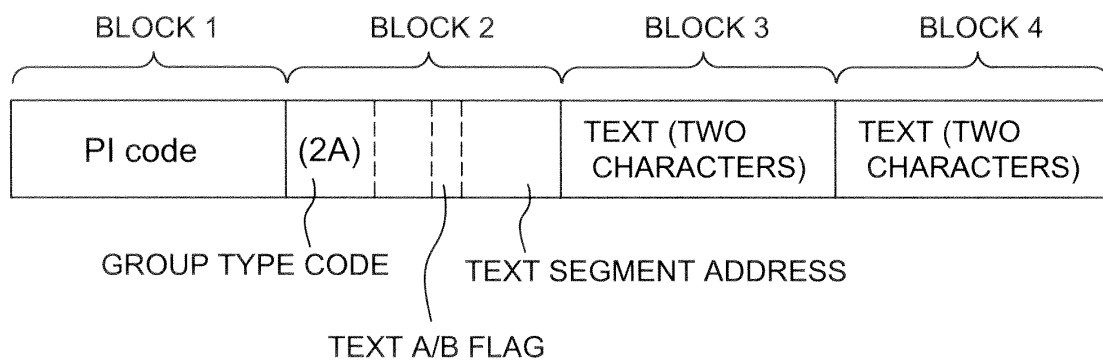 BLOCK 1 BLOCK 2 BLOCK 3 BLOCK 4
PI code (2A) TEXT (TWO CHARACTERS) TEXT (TWO CHARACTERS)
GROUP TYPE CODE TEXT SEGMENT ADDRESS
TEXT A/B FLAG